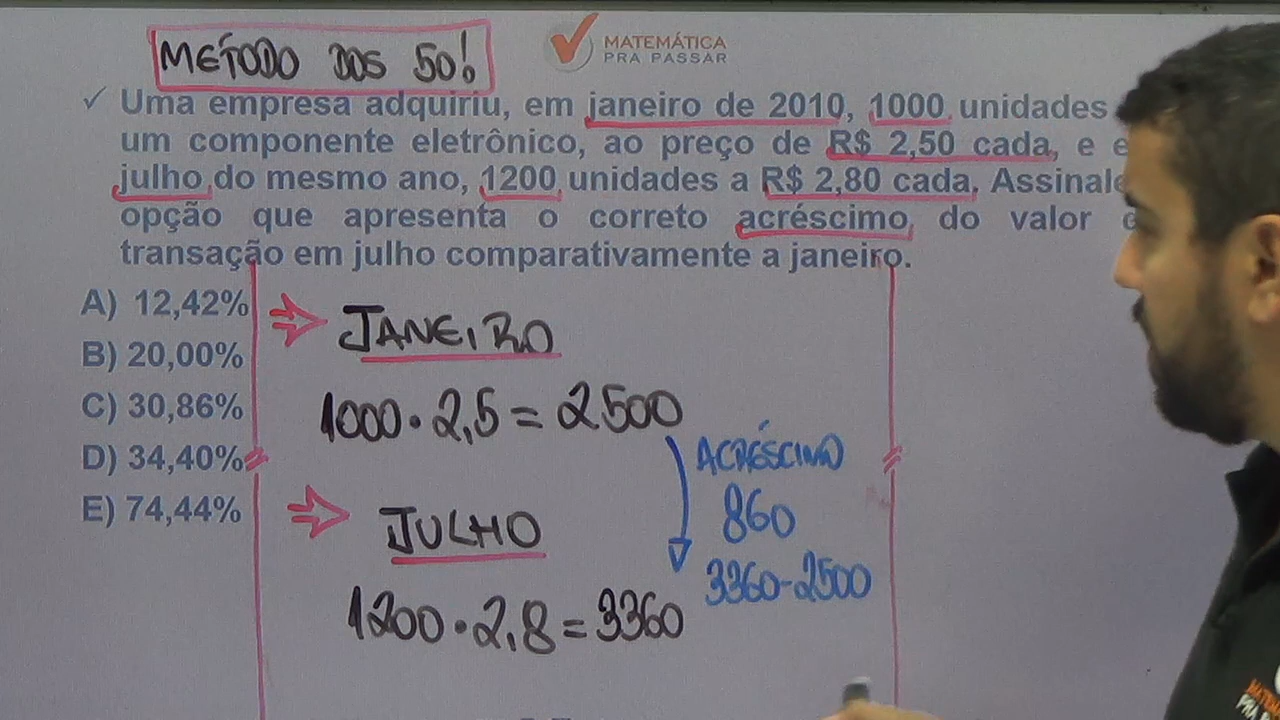 METÓDO DOS 50!
MATEMÁTICA
PRA PASSAR
✓ Uma empresa adquiriu, em janeiro de 2010, 1000 unidades
um componente eletrônico, ao preço de R$ 2,50 cada, e e
julho do mesmo ano, 1200 unidades a R$ 2,80 cada. Assinale
opção que apresenta o correto acréscimo, do valor
transação em julho comparativamente a janeiro.
A) 12,42%
B) 20,00%
C) 30,86%
D) 34,40%
E) 74,44%
⇒ JANEIRO
1000 · 2,5 = 2500
ACRÉSCIMO
860
3360-2500
⇒ JULHO
1200 · 2,8 = 3360